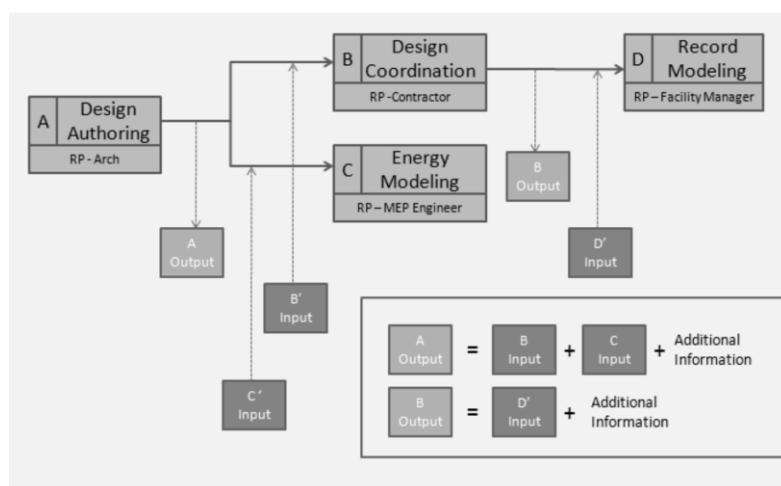 A
Design
Authoring
RP - Arch
B
Design
Coordination
RP -Contractor
C
Energy
Modeling
RP – MEP Engineer
D
Record
Modeling
RP – Facility Manager
A
Output
B
Output
B'
Input
C'
Input
D'
Input
A
Output
=
B
Input
+
C
Input
+
Additional
Information
B
Output
=
D'
Input
+
Additional
Information